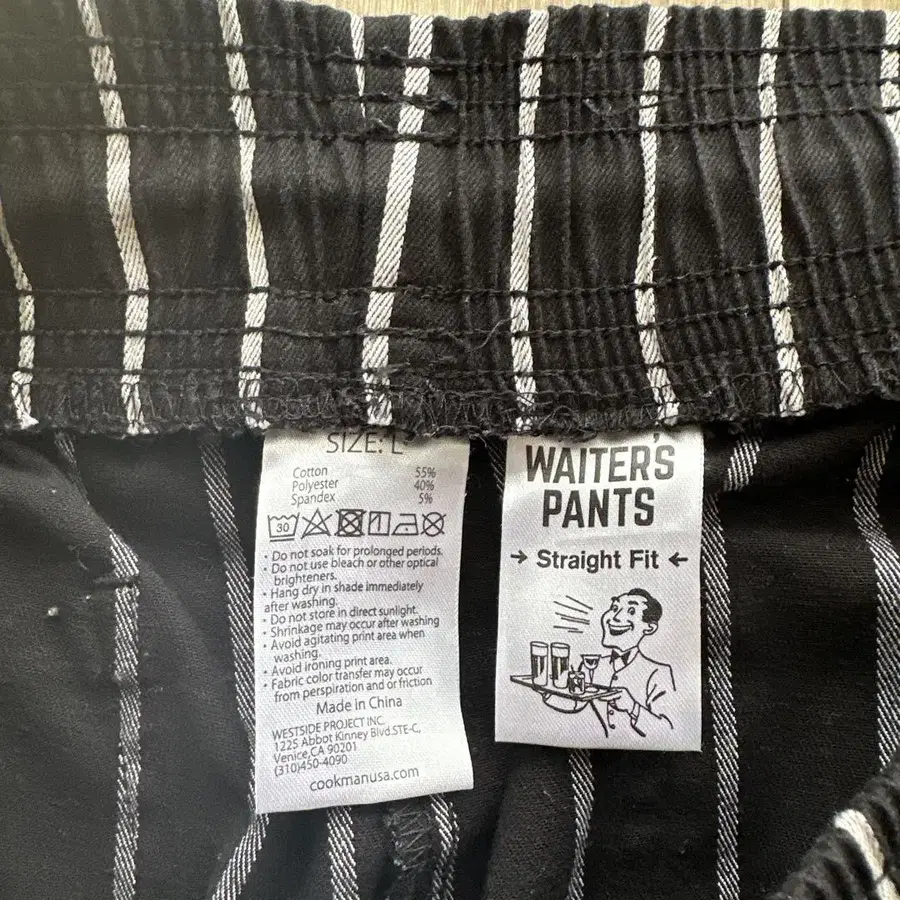 SIZE: L
Cotton 55%
Polyester 40%
Spandex 5%
30
• Do not soak for prolonged periods.
• Do not use bleach or other optical
brighteners.
• Hang dry in shade immediately
after washing.
• Do not store in direct sunlight.
• Shrinkage may occur after washing
• Avoid agitating print area when
washing.
• Avoid ironing print area.
• Fabric color transfer may occur
from perspiration and or friction
Made in China
WESTSIDE PROJECT INC.
1225 Abbot Kinney Blvd.STE-C,
Venice,CA 90201
(310)450-4090
cookmanusa.com
WAITER'S
PANTS
→ Straight Fit ←